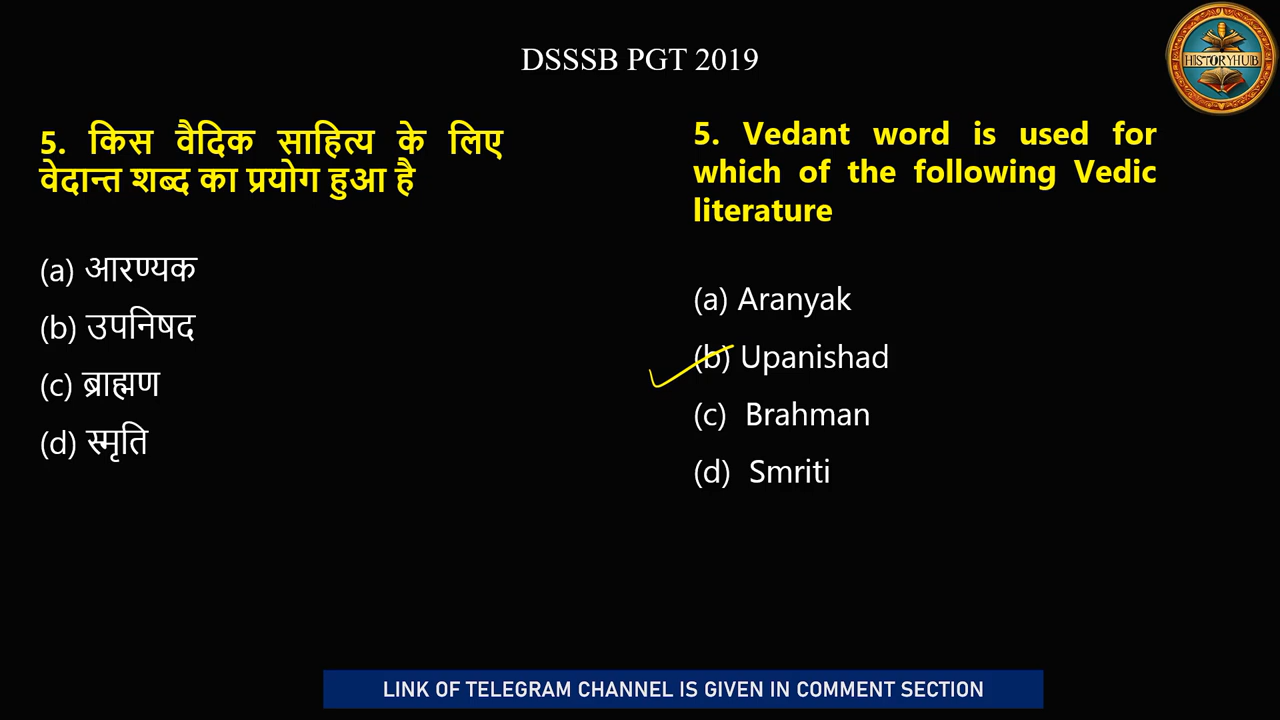 DSSSB PGT 2019
HISTORYHUB
5. किस वैदिक साहित्य के लिए
वेदान्त शब्द का प्रयोग हुआ है
(a) आरण्यक
(b) उपनिषद
(c) ब्राह्मण
(d) स्मृति
5. Vedant word is used for
which of the following Vedic
literature
(a) Aranyak
(b) Upanishad
(c) Brahman
(d) Smriti
LINK OF TELEGRAM CHANNEL IS GIVEN IN COMMENT SECTION